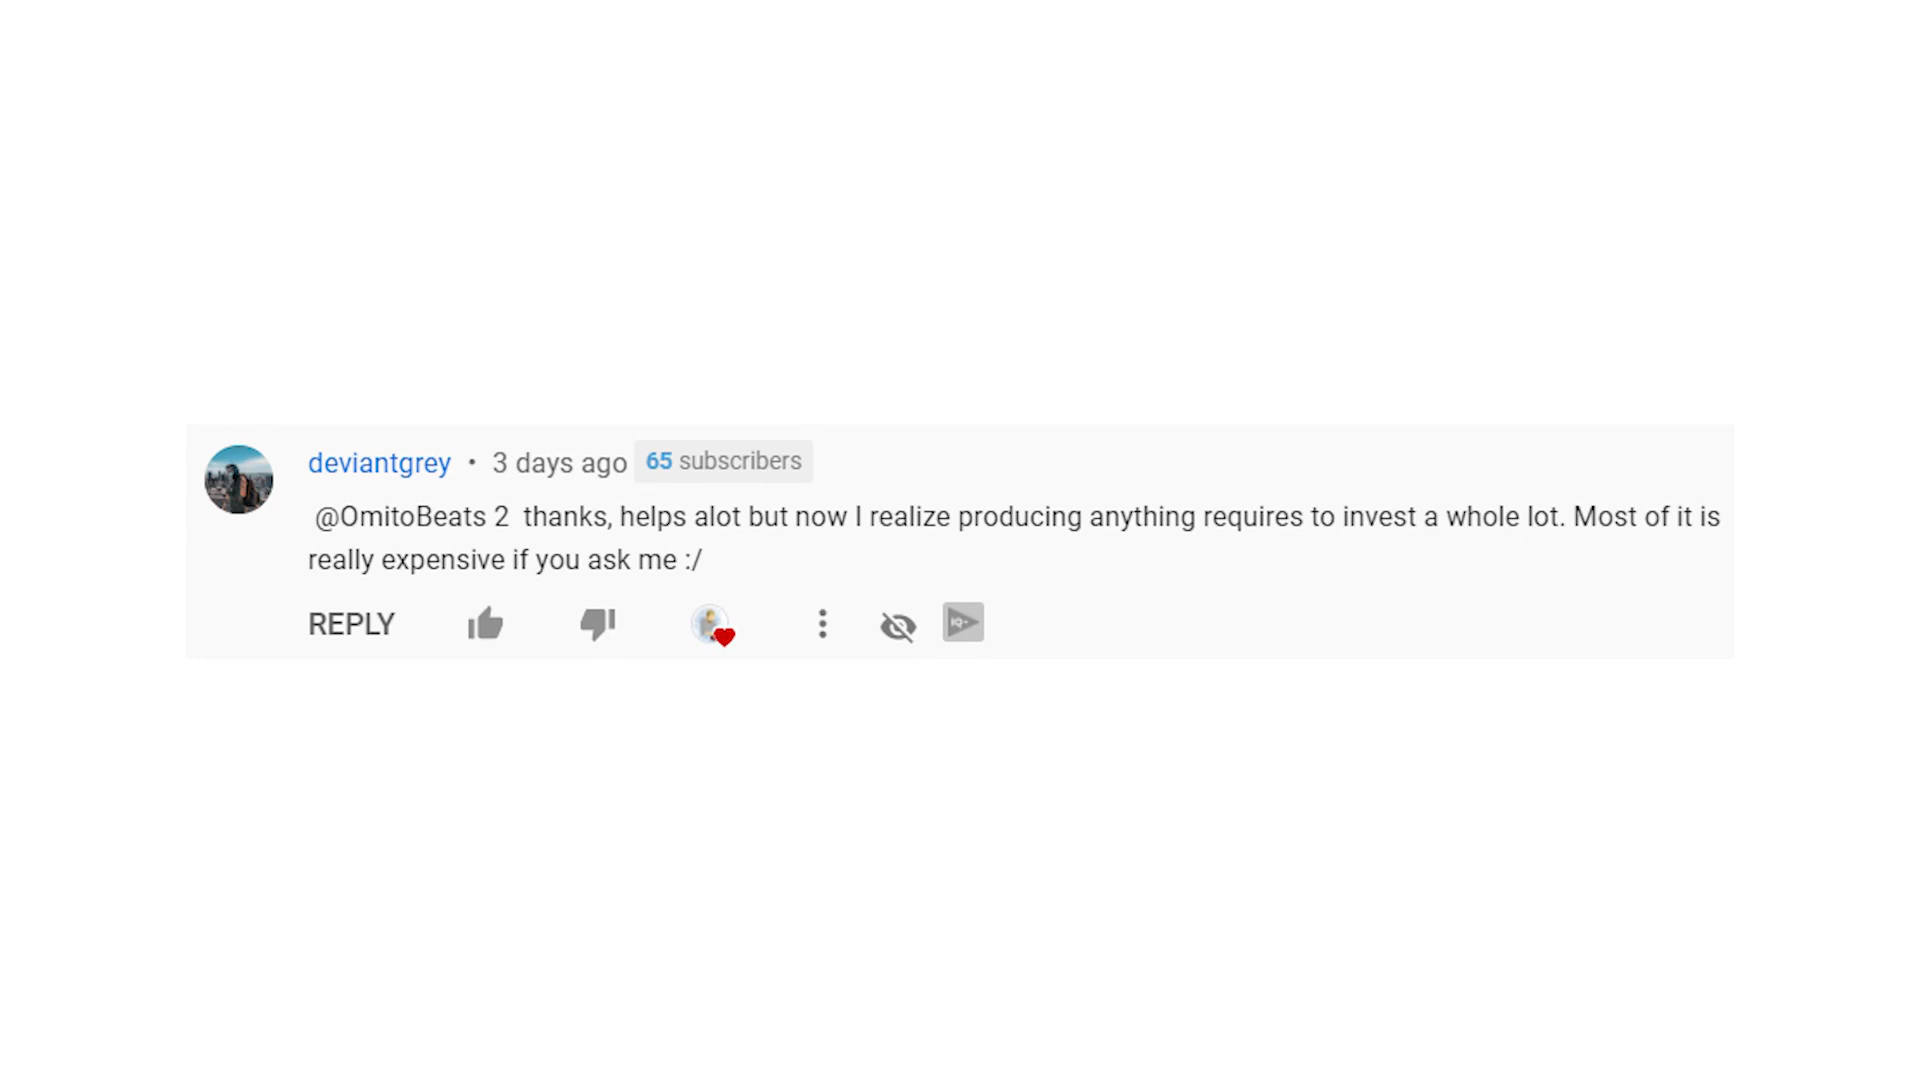 deviantgrey • 3 days ago 65 subscribers
@OmitoBeats 2 thanks, helps alot but now I realize producing anything requires to invest a whole lot. Most of it is
really expensive if you ask me :/
REPLY
IQ